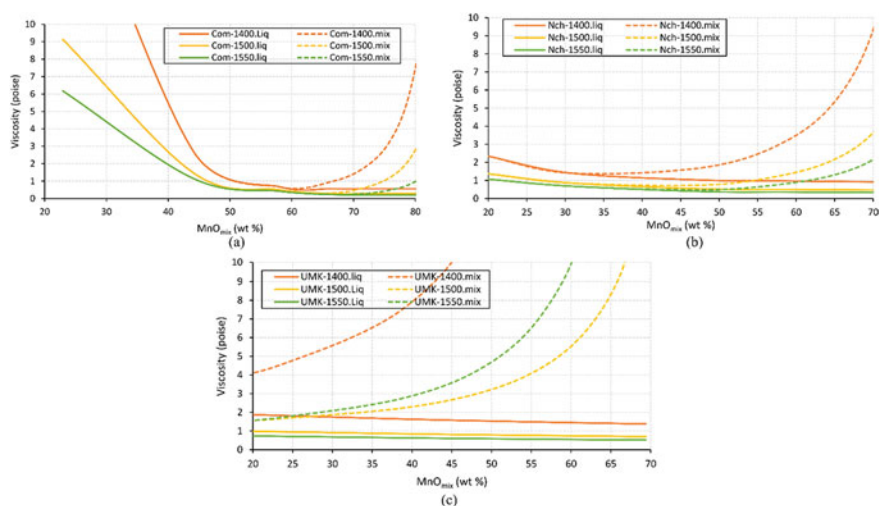 Com-1400.Liq Com-1400.mix
Com-1500.liq Com-1500.mix
Com-1550.liq Com-1550.mix
Viscosity (poise)
10
9
8
7
6
5
4
3
2
1
0
20 30 40 50 60 70 80
MnOmix (wt %)
(a)
Nch-1400.liq Nch-1400.mix
Nch-1500.liq Nch-1500.mix
Nch-1550.liq Nch-1550.mix
Viscosity (poise)
10
9
8
7
6
5
4
3
2
1
0
20 25 30 35 40 45 50 55 60 65 70
MnOmix (wt %)
(b)
UMK-1400.liq UMK-1400.mix
UMK-1500.Liq UMK-1500.mix
UMK-1550.Liq UMK-1550.mix
Viscosity (poise)
10
9
8
7
6
5
4
3
2
1
0
20 25 30 35 40 45 50 55 60 65 70
MnOmix (wt %)
(c)